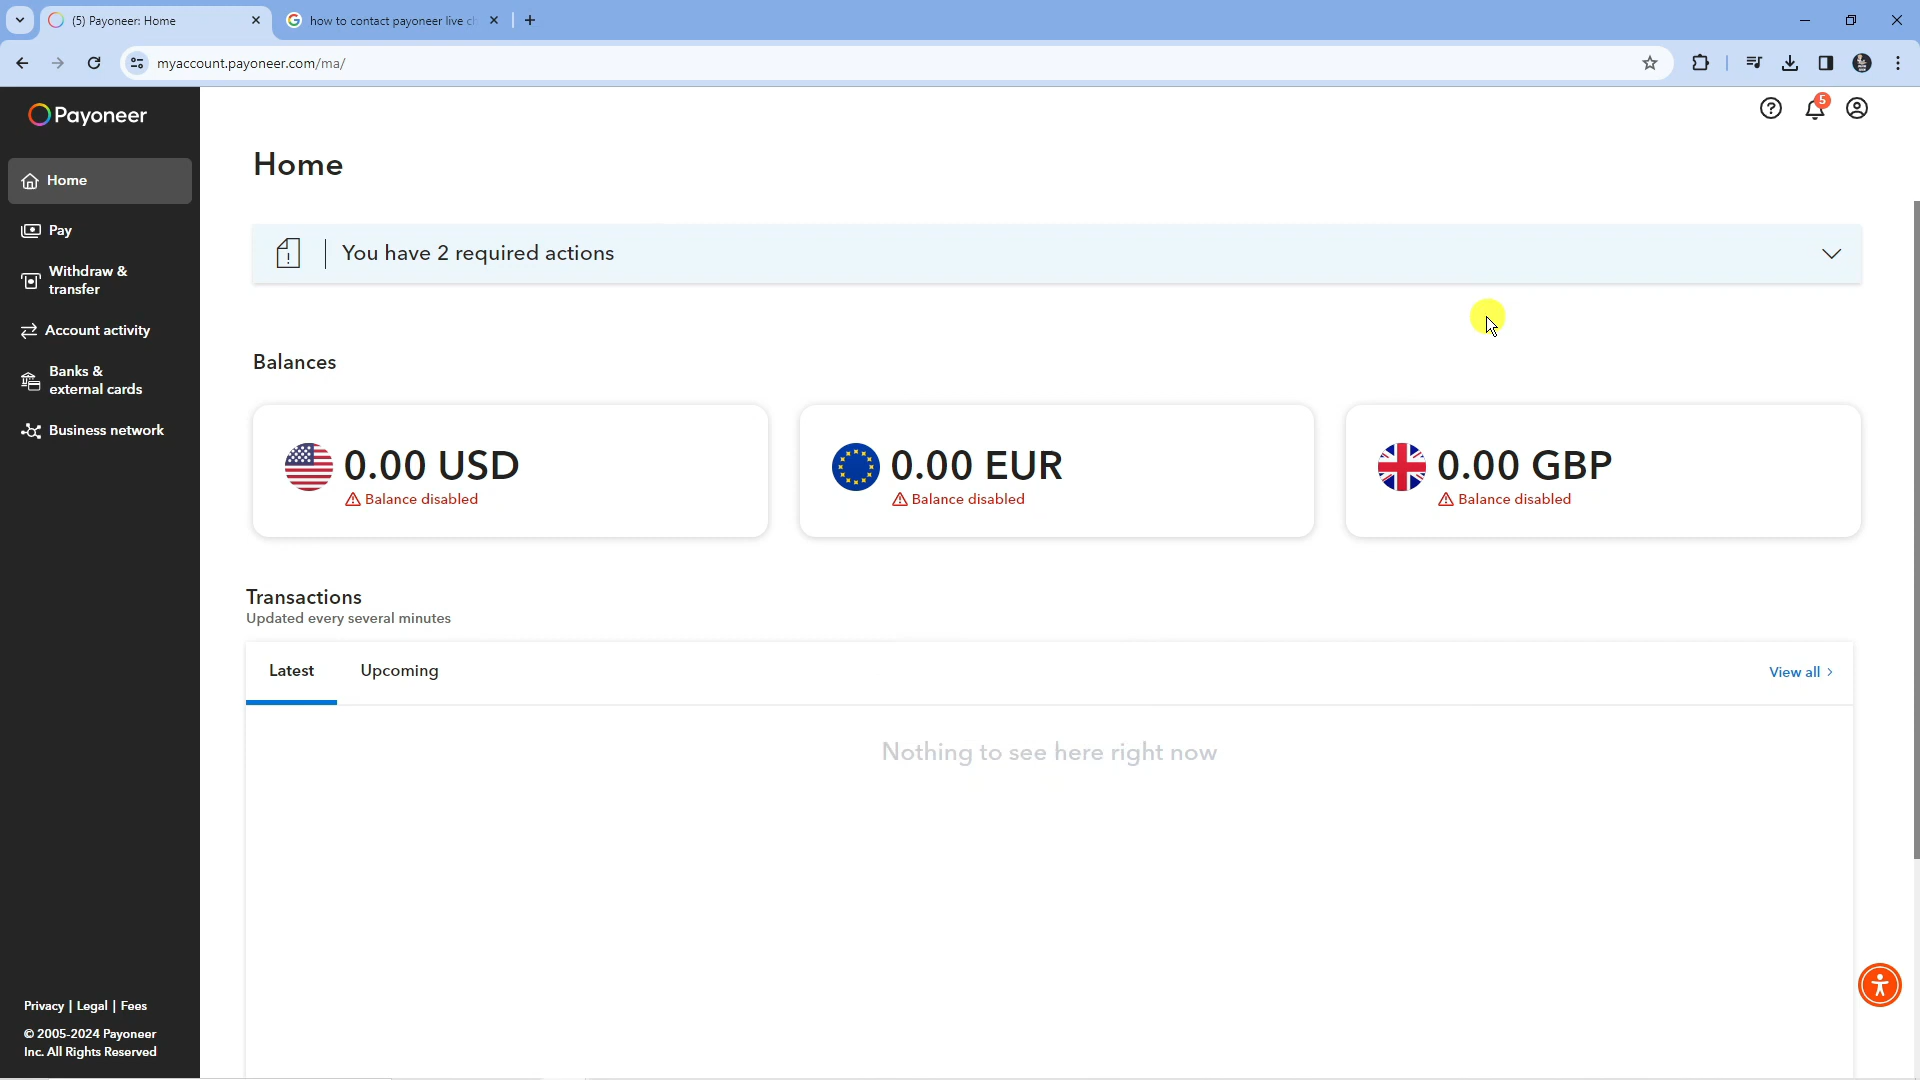 (5) Payoneer: Home
how to contact payoneer live
myaccount.payoneer.com/ma/
Payoneer
5
Home
Pay
Withdraw &
transfer
Account activity
Banks &
external cards
Business network
Privacy | Legal | Fees
© 2005-2024 Payoneer
Inc. All Rights Reserved
Home
You have 2 required actions
Balances
0.00 USD
Balance disabled
0.00 EUR
Balance disabled
0.00 GBP
Balance disabled
Transactions
Updated every several minutes
Latest
Upcoming
View all >
Nothing to see here right now